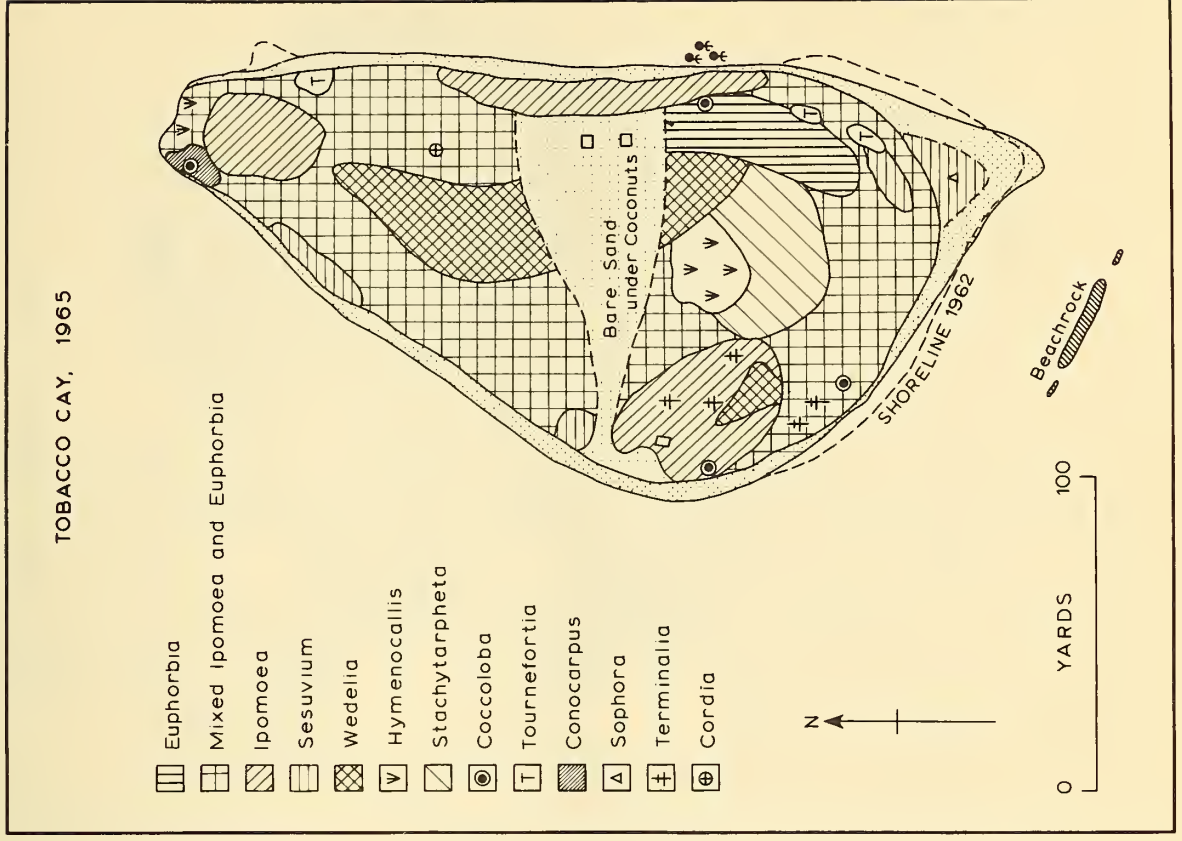 TOBACCO CAY, 1965
Euphorbia
Mixed Ipomoea and Euphorbia
Ipomoea
Sesuvium
Wedelia
Hymenocallis
Stachytarpheta
Coccoloba
T Tournefortia
Conocarpus
Sophora
Terminalia
Cordia
N
0 YARDS 100
T
Bare Sand
under Coconuts
T
T
SHORELINE 1962
Beachrock